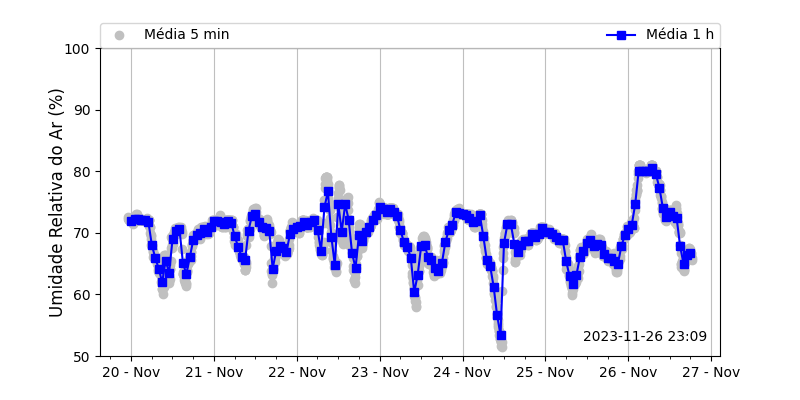 Média 5 min
Média 1 h
Umidade Relativa do Ar (%)
100
90
80
70
60
50
2023-11-26 23:09
20 - Nov
21 - Nov
22 - Nov
23 - Nov
24 - Nov
25 - Nov
26 - Nov
27 - Nov